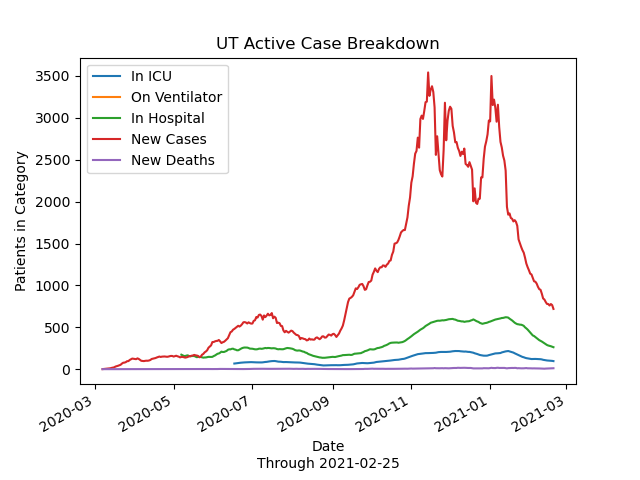 UT Active Case Breakdown
In ICU
On Ventilator
In Hospital
New Cases
New Deaths
Patients in Category
3500
3000
2500
2000
1500
1000
500
0
2020-03
2020-05
2020-07
2020-09
2020-11
2021-01
2021-03
Date
Through 2021-02-25